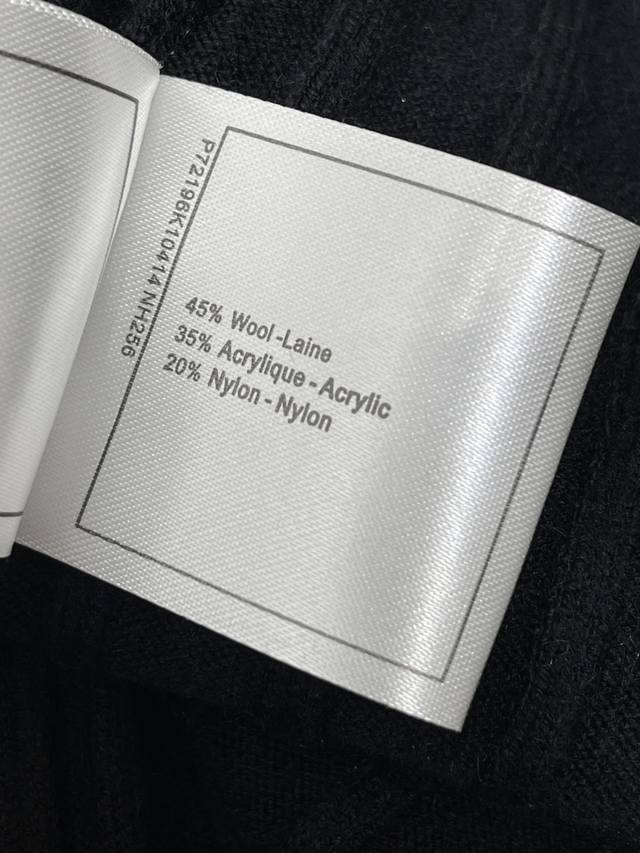 P72196K10414 NH256
45% Wool -Laine
35% Acrylique - Acrylic
20% Nylon - Nylon